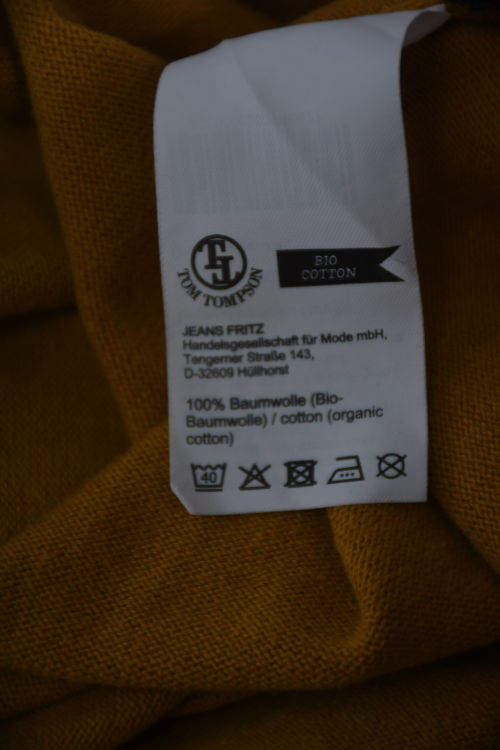 TOM TOMPSON
BIO
COTTON
JEANS FRITZ
Handelsgesellschaft für Mode mbH,
Tengerner Straße 143,
D-32609 Hüllhorst
100% Baumwolle (Bio-
Baumwolle) / cotton (organic
cotton)
40